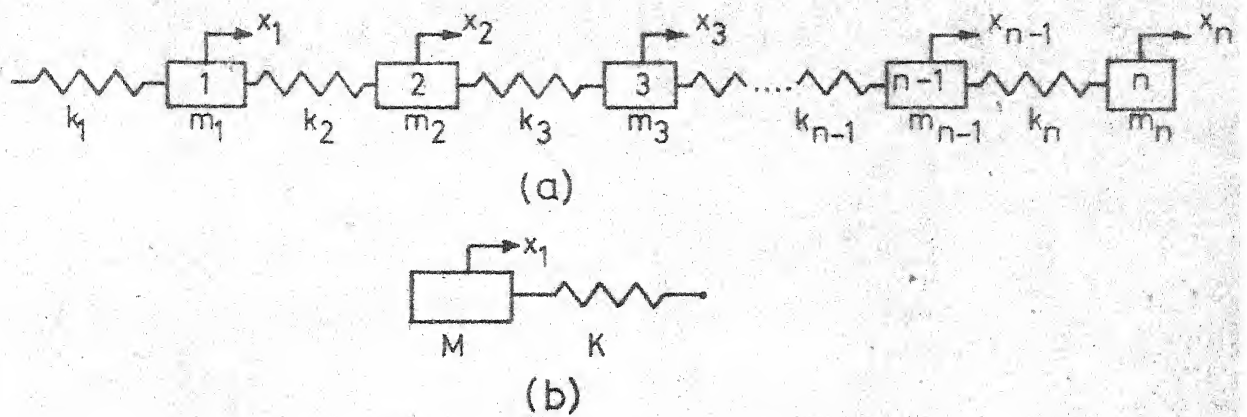 x₁ x₂ x₃ xₙ₋₁ xₙ
1 2 3 n-1 n
k₁ m₁ k₂ m₂ k₃ m₃ kₙ₋₁ mₙ₋₁ kₙ mₙ
(a)
x₁
M K
(b)